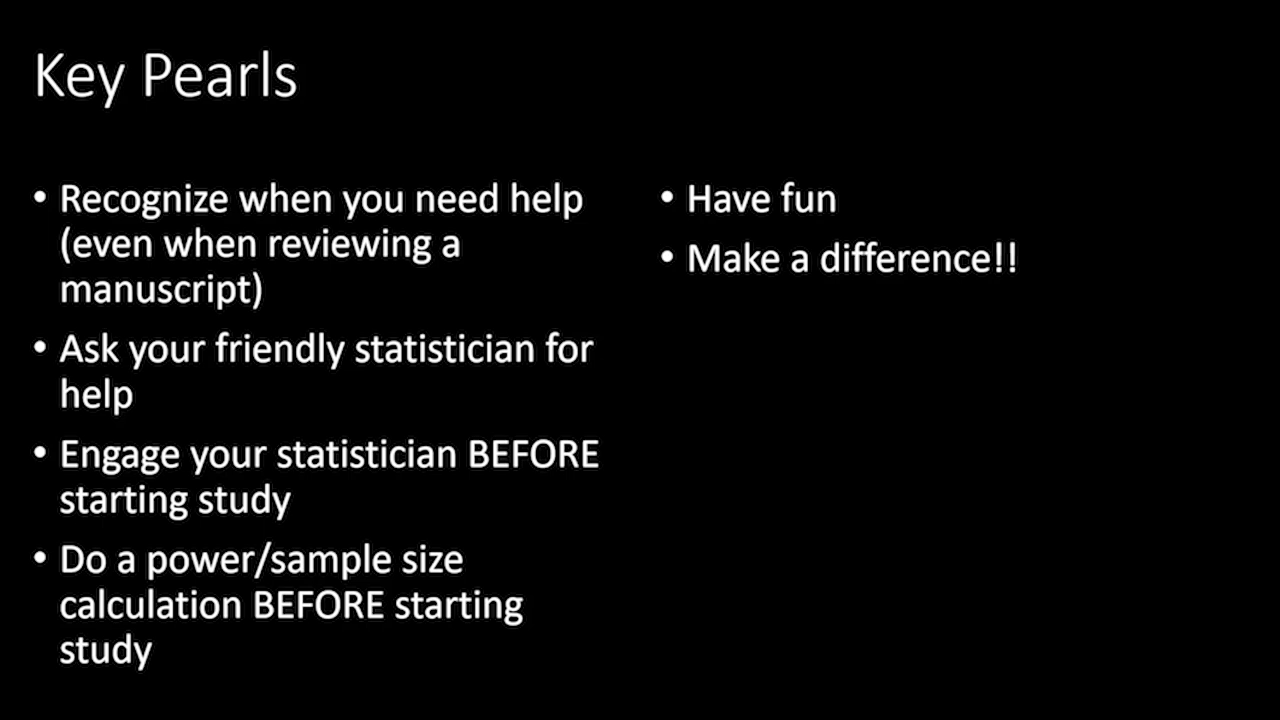 Key Pearls
• Recognize when you need help
(even when reviewing a
manuscript)
• Ask your friendly statistician for
help
• Engage your statistician BEFORE
starting study
• Do a power/sample size
calculation BEFORE starting
study
• Have fun
• Make a difference!!